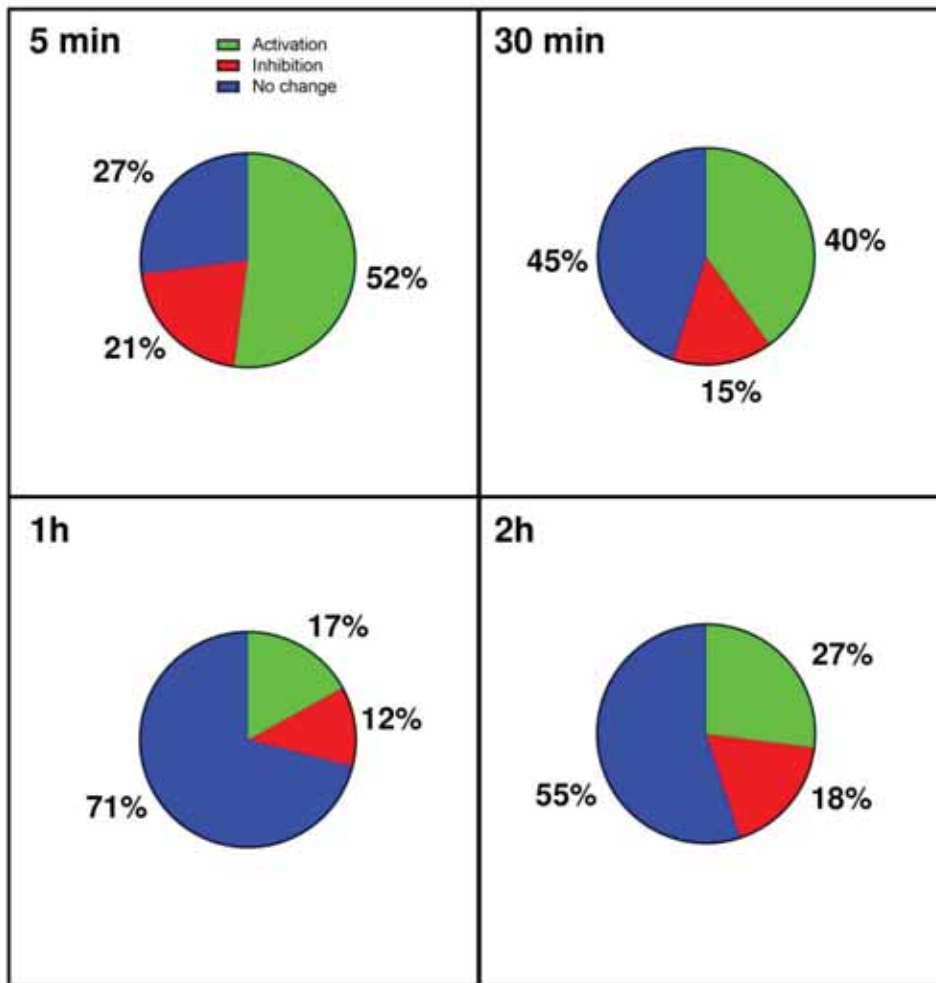 5 min
Activation
Inhibition
No change
27%
52%
21%
30 min
40%
45%
15%
1h
17%
12%
71%
2h
27%
55%
18%